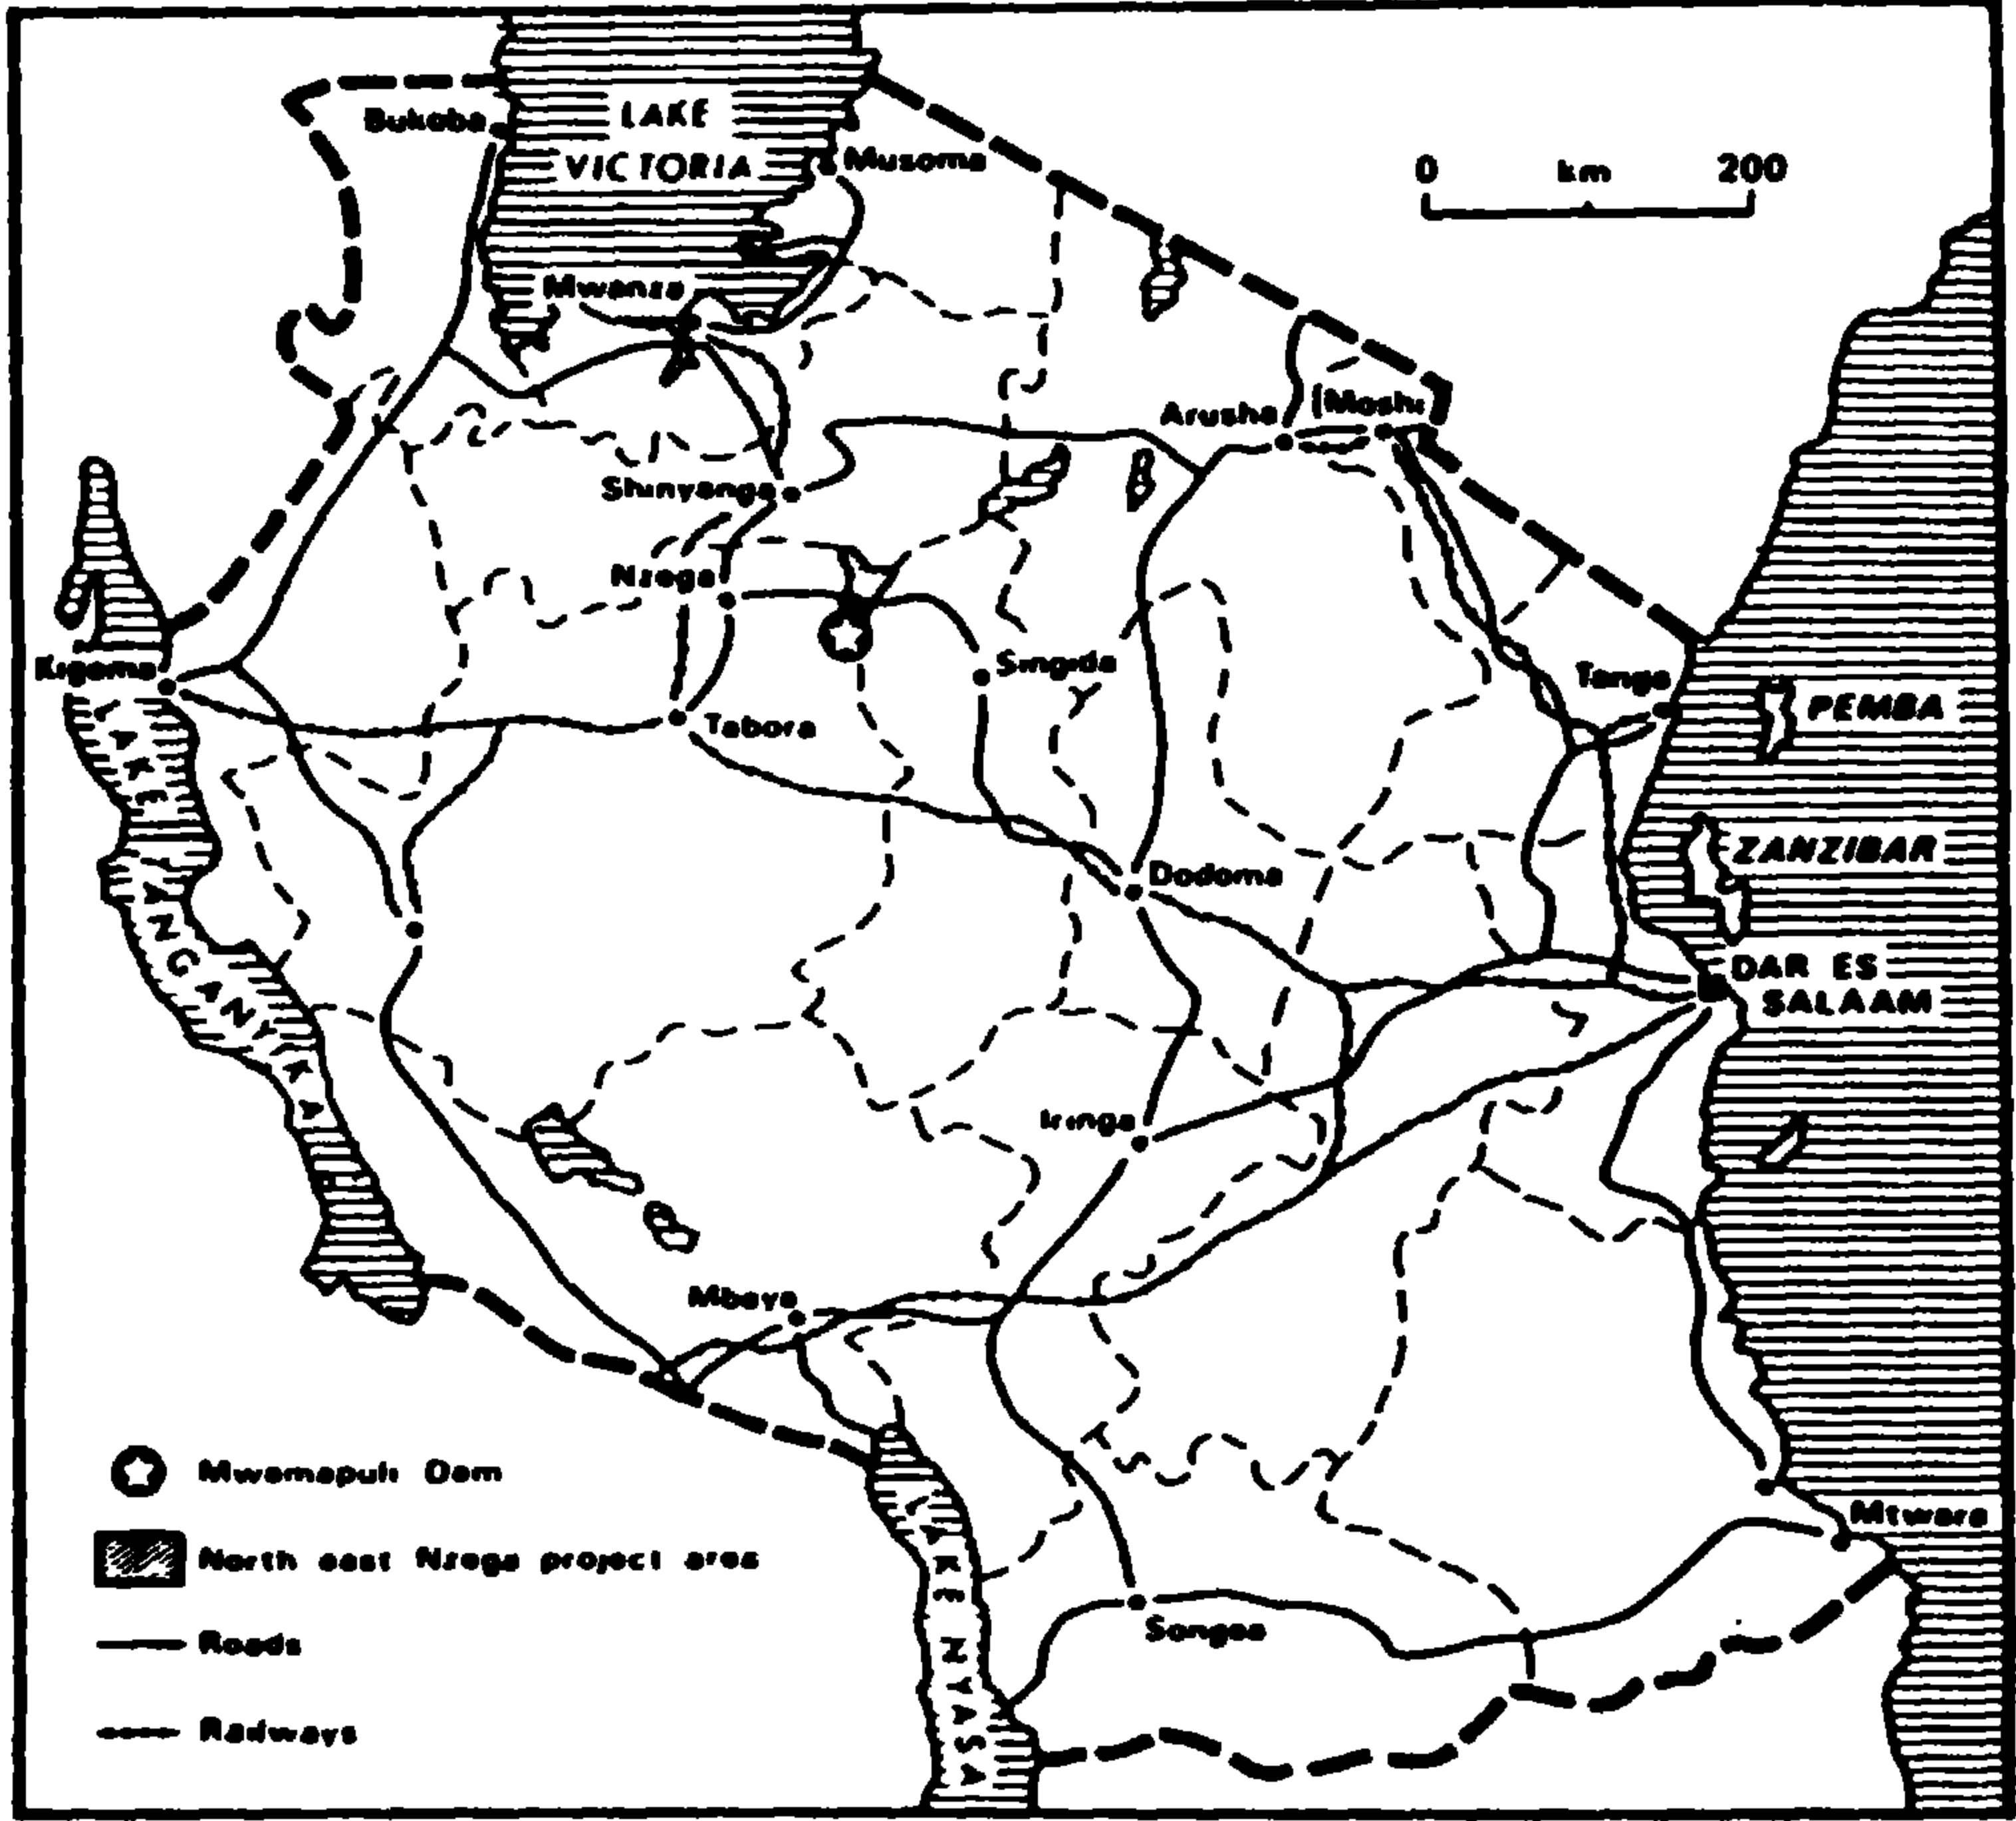 LAKE
VICTORIA
Bukoba
Musoma
0 km 200
Mwanza
Arusha
Moshi
Shinyanga
Nzega
Kigoma
Singida
Tanga
PEMBA
Tabora
LAKE TANGANYIKA
ZANZIBAR
Dodoma
DAR ES
SALAAM
Iringa
Mbeya
Mwamapuli Dam
North east Nzega project area
Roads
Railways
Mtwara
LAKE NYASA
Songea